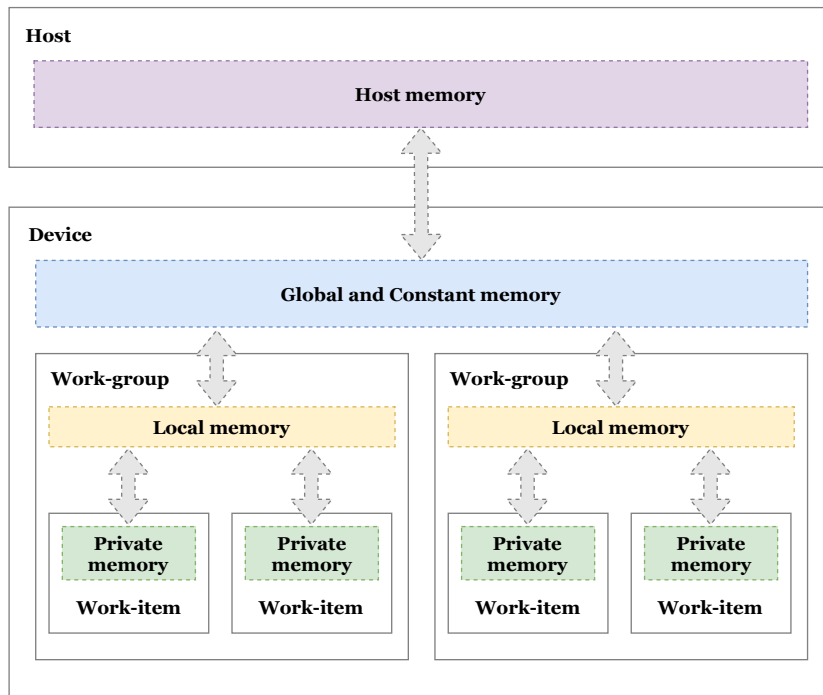 Host
Host memory
Device
Global and Constant memory
Work-group
Work-group
Local memory
Local memory
Private
memory
Work-item
Private
memory
Work-item
Private
memory
Work-item
Private
memory
Work-item